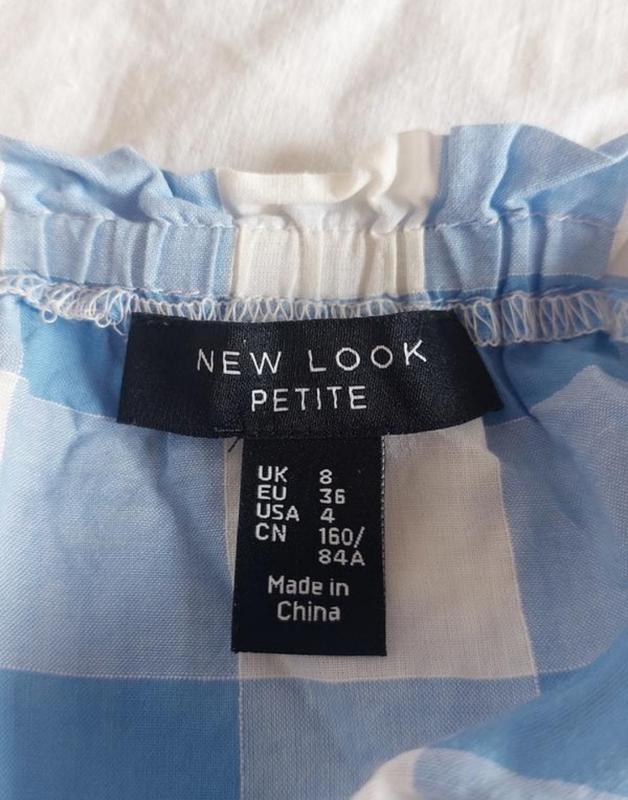 NEW LOOK
PETITE
UK 8
EU 36
USA 4
CN 160/
84A
Made in
China